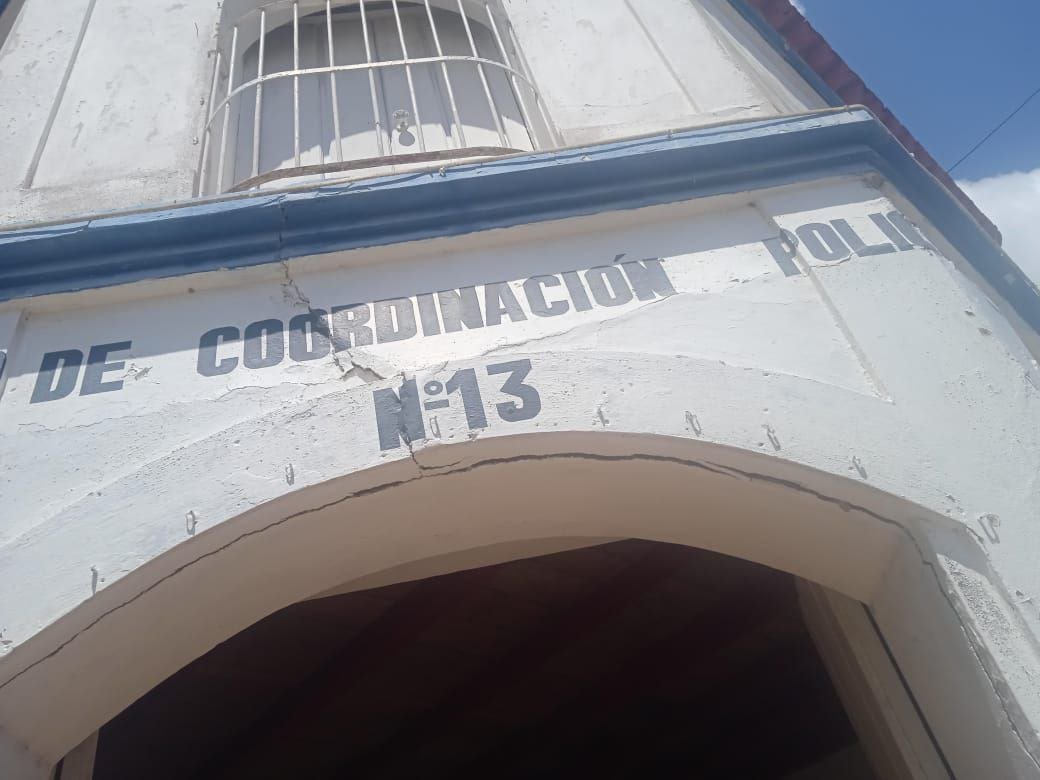 DE COORDINACIÓN POLIC
Nº13